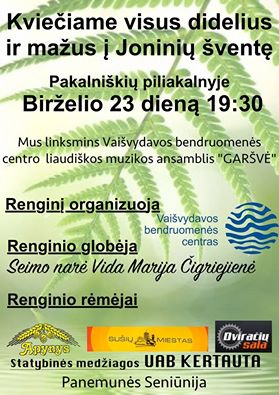 Kviečiame visus didelius
ir mažus į Joninių šventę
Pakalniškių piliakalnyje
Birželio 23 dieną 19:30
Mus linksmins Vaišvydavos bendruomenės
centro liaudiškos muzikos ansamblis "GARŠVĖ"
Renginį organizuoja
Vaišvydavos
bendruomenės
centras
Renginio globėja
Seimo narė Vida Marija Čigriejienė
Renginio rėmėjai
Apynys
SUŠIŲ MIESTAS
Dviračių
Sala
Statybinės medžiagos UAB KERTAUTA
Panemunės Seniūnija